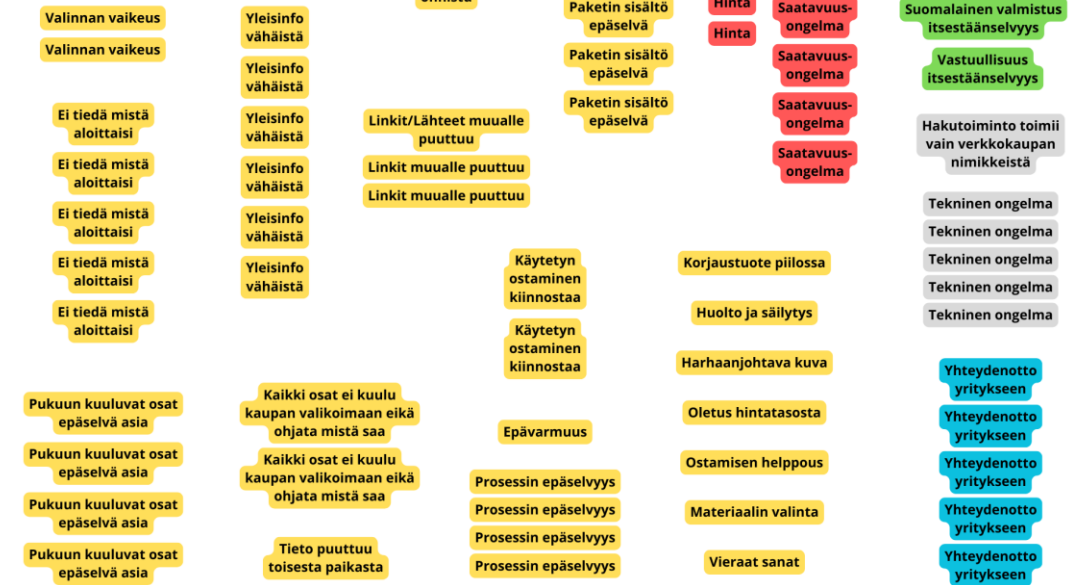 Valinnan vaikeus
Valinnan vaikeus
Ei tiedä mistä
aloittaisi
Ei tiedä mistä
aloittaisi
Ei tiedä mistä
aloittaisi
Ei tiedä mistä
aloittaisi
Ei tiedä mistä
aloittaisi
Pukuun kuuluvat osat
epäselvä asia
Pukuun kuuluvat osat
epäselvä asia
Pukuun kuuluvat osat
epäselvä asia
Pukuun kuuluvat osat
epäselvä asia
Yleisinfo
vähäistä
Yleisinfo
vähäistä
Yleisinfo
vähäistä
Yleisinfo
vähäistä
Yleisinfo
vähäistä
Yleisinfo
vähäistä
Kaikki osat ei kuulu
kaupan valikoimaan eikä
ohjata mistä saa
Kaikki osat ei kuulu
kaupan valikoimaan eikä
ohjata mistä saa
Tieto puuttuu
toisesta paikasta
Linkit/Lähteet muualle
puuttuu
Linkit muualle puuttuu
Linkit muualle puuttuu
Paketin sisältö
epäselvä
Paketin sisältö
epäselvä
Paketin sisältö
epäselvä
Käytetyn
ostaminen
kiinnostaa
Käytetyn
ostaminen
kiinnostaa
Epävarmuus
Prosessin epäselvyys
Prosessin epäselvyys
Prosessin epäselvyys
Prosessin epäselvyys
Hinta
Hinta
Saatavuus-
ongelma
Saatavuus-
ongelma
Saatavuus-
ongelma
Saatavuus-
ongelma
Korjaustuote piilossa
Huolto ja säilytys
Harhaanjohtava kuva
Oletus hintatasosta
Ostamisen helppous
Materiaalin valinta
Vieraat sanat
Suomalainen valmistus
itsestäänselvyys
Vastuullisuus
itsestäänselvyys
Hakutoiminto toimii
vain verkkokaupan
nimikkeistä
Tekninen ongelma
Tekninen ongelma
Tekninen ongelma
Tekninen ongelma
Tekninen ongelma
Yhteydenotto
yritykseen
Yhteydenotto
yritykseen
Yhteydenotto
yritykseen
Yhteydenotto
yritykseen
Yhteydenotto
yritykseen